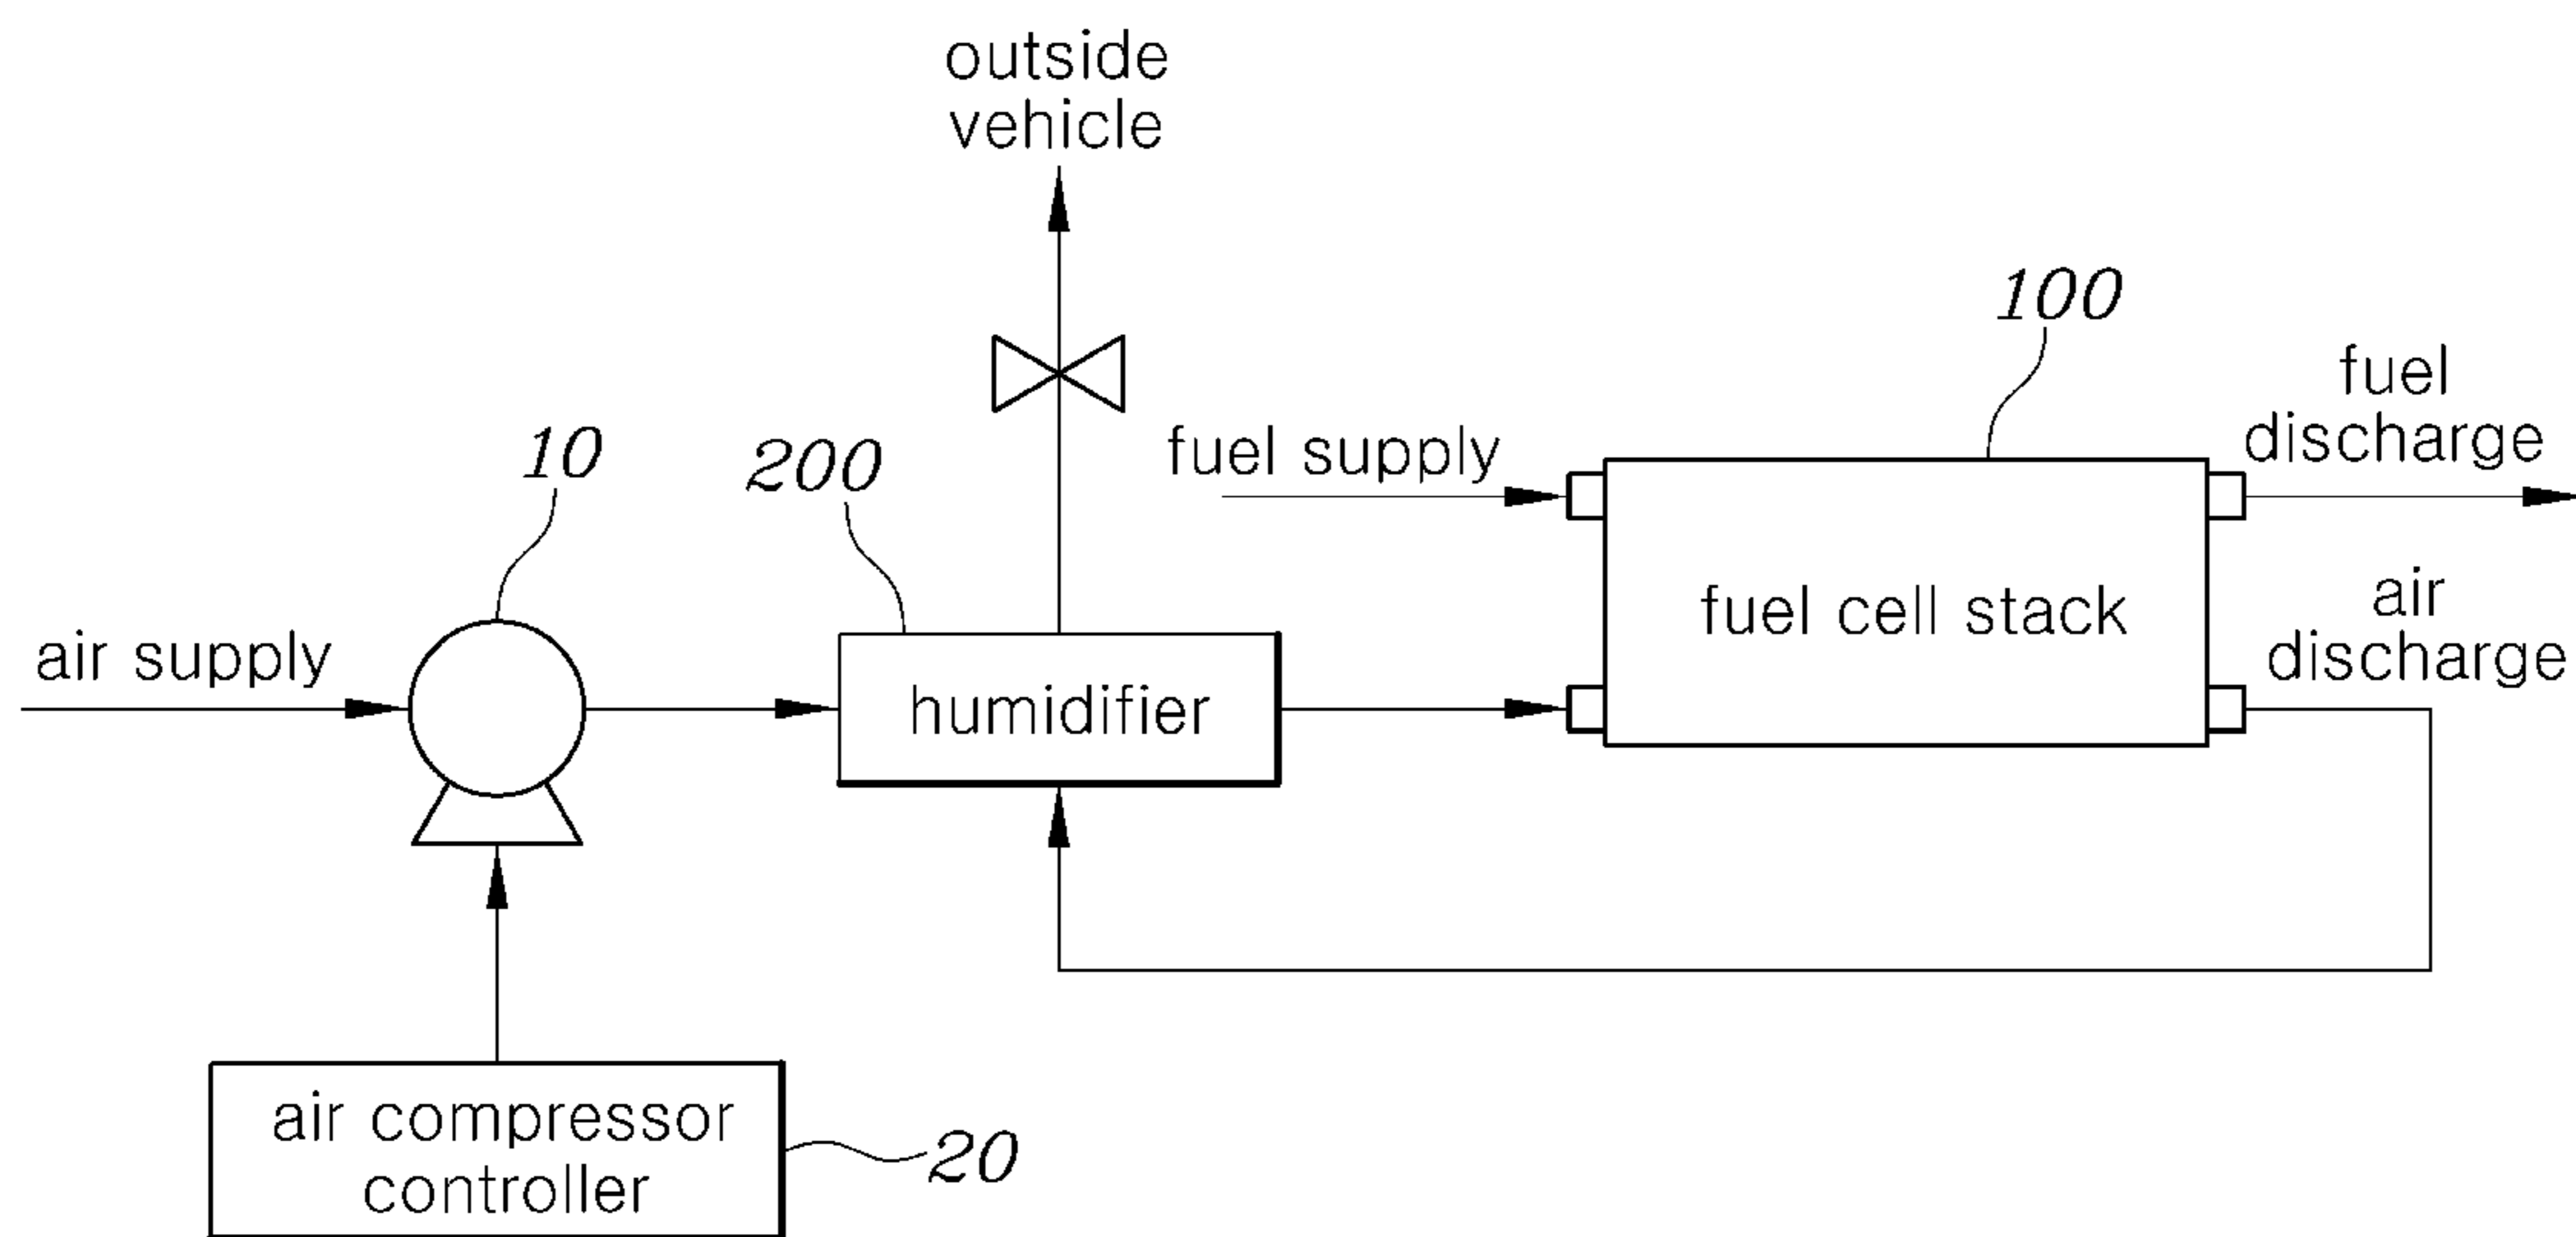 outside
vehicle
100
fuel
discharge
10
200
fuel supply
air
discharge
fuel cell stack
air supply
humidifier
air compressor
controller
20